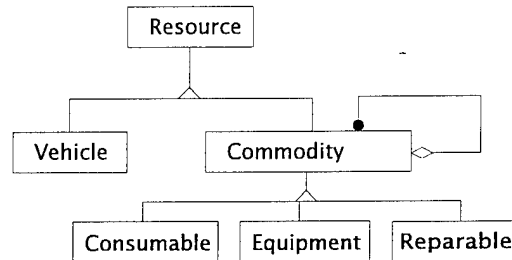 Resource
Vehicle
Commodity
Consumable
Equipment
Reparable